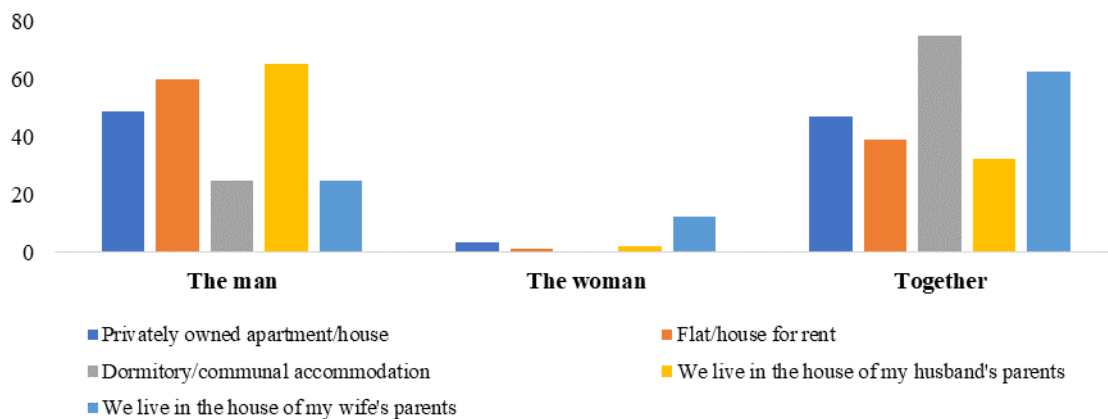 80
60
40
20
0
The man The woman Together
Privately owned apartment/house Flat/house for rent
Dormitory/communal accommodation We live in the house of my husband's parents
We live in the house of my wife's parents